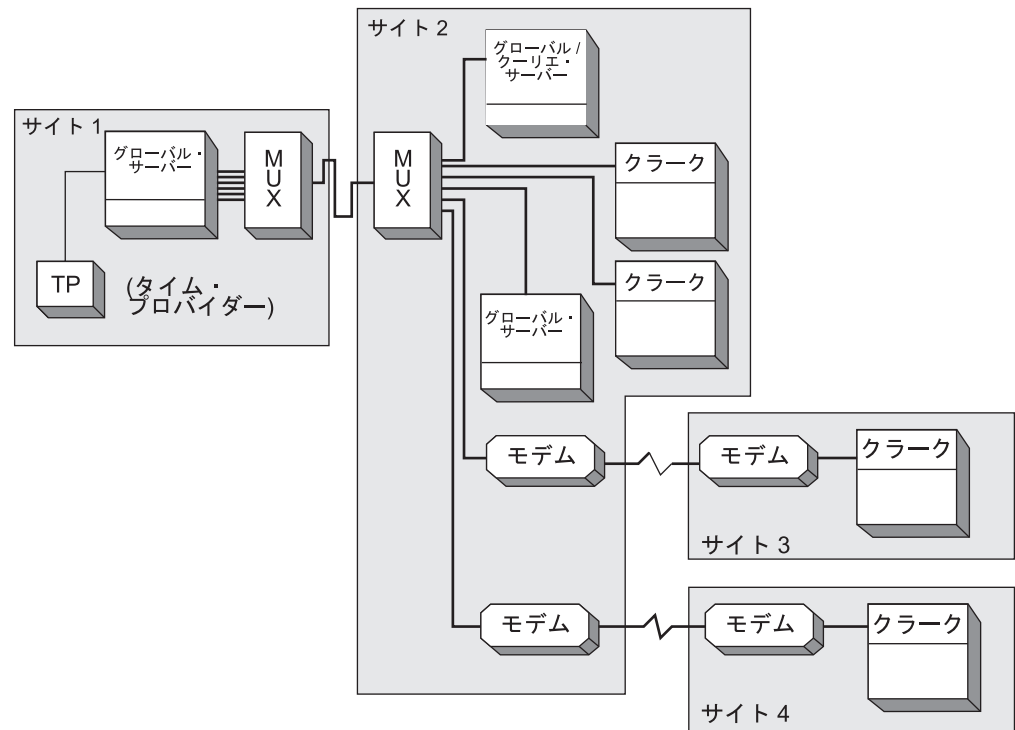 サイト 1
グローバル・
サーバー
MUX
TP
(タイム・
プロバイダー)
サイト 2
MUX
グローバル /
クーリエ・
サーバー
クラーク
クラーク
グローバル・
サーバー
モデム
モデム
クラーク
サイト 3
モデム
モデム
クラーク
サイト 4